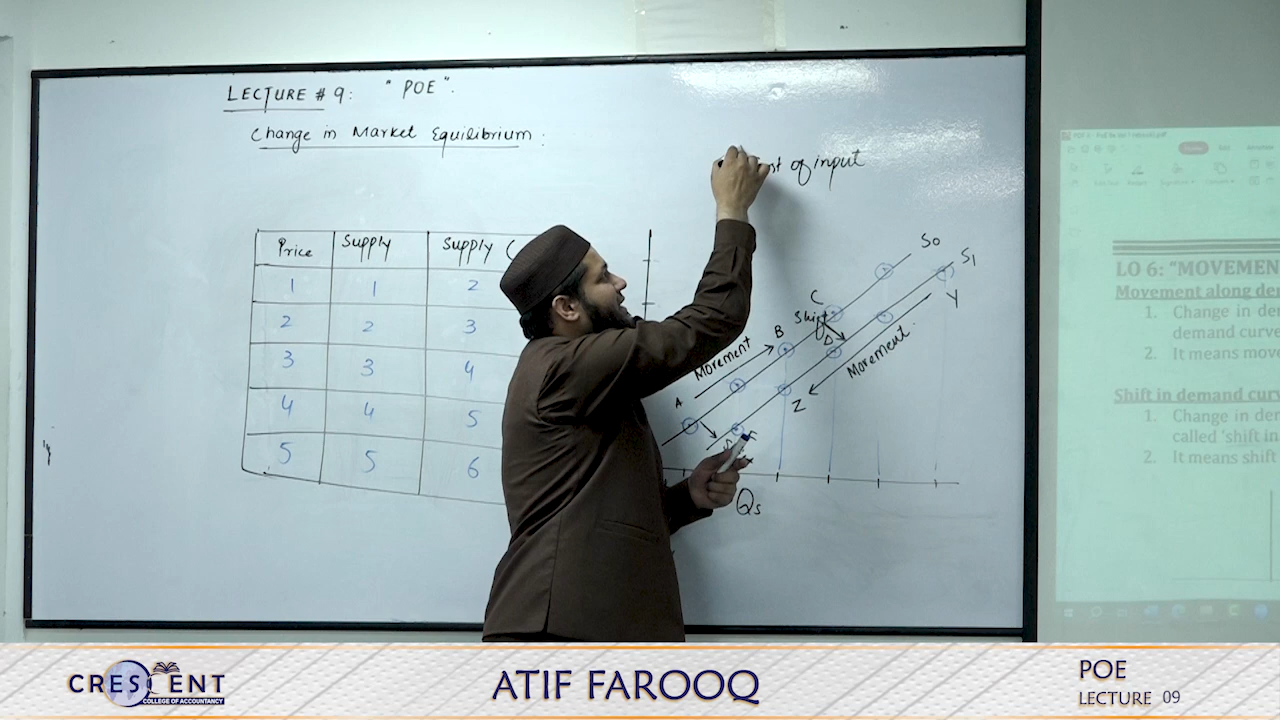 LECTURE # 9: "POE".
Change in Market Equilibrium:
of input
Price Supply Supply (
1 1 2
2 2 3
3 3 4
4 4 5
5 5 6
S0
S1
Y
C
Shift
B
D
Movement
Movement
A
Z
Qs
LO 6: "MOVEMEN
Movement along de
1. Change in de
demand curve
2. It means mov
Shift in demand cur
1. Change in de
called 'shift in
2. It means shift
CRESCENT
COLLEGE OF ACCOUNTANCY
ATIF FAROOQ
POE
LECTURE 09